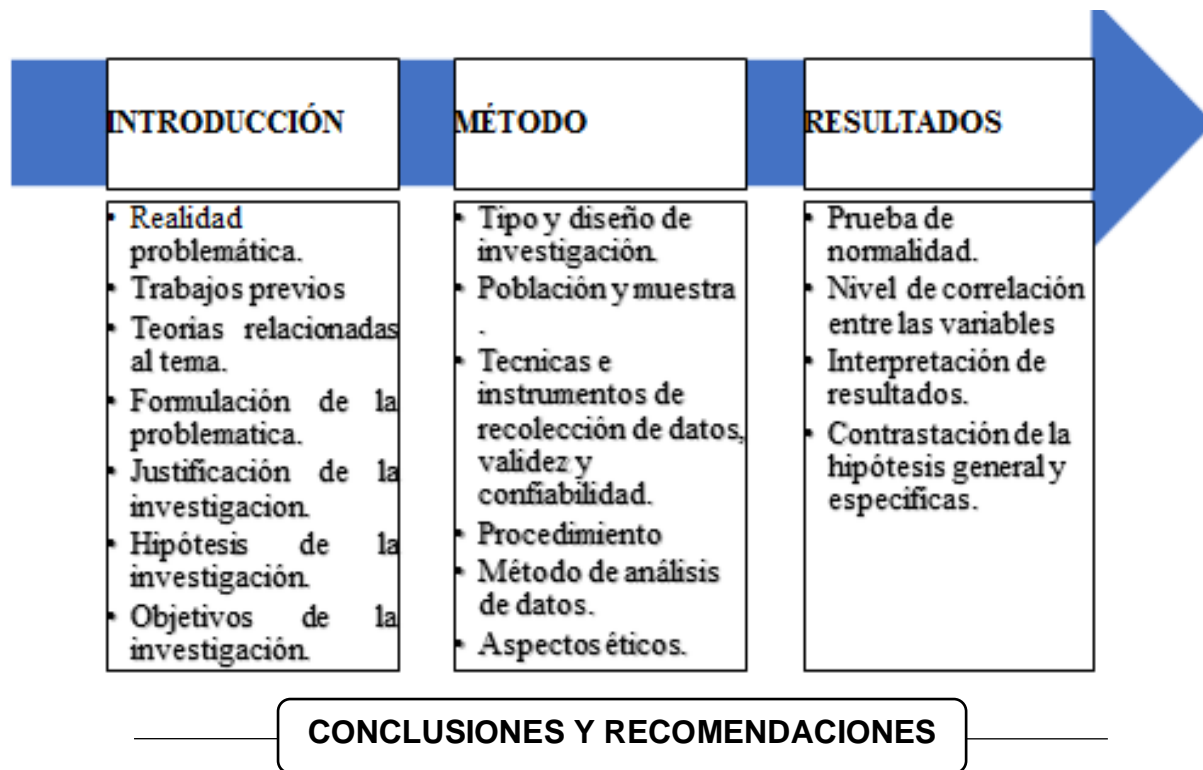 INTRODUCCIÓN
• Realidad
problemática.
• Trabajos previos
• Teorías relacionadas
al tema.
• Formulación de la
problematica.
• Justificación de la
investigacion.
• Hipótesis de la
investigación.
• Objetivos de la
investigación.
MÉTODO
• Tipo y diseño de
investigación.
• Población y muestra
.
• Tecnicas e
instrumentos de
recolección de datos,
validez y
confiabilidad.
• Procedimiento
• Método de análisis
de datos.
• Aspectos éticos.
RESULTADOS
• Prueba de
normalidad.
• Nivel de correlación
entre las variables
• Interpretación de
resultados.
• Contrastación de la
hipótesis general y
especificas.
CONCLUSIONES Y RECOMENDACIONES